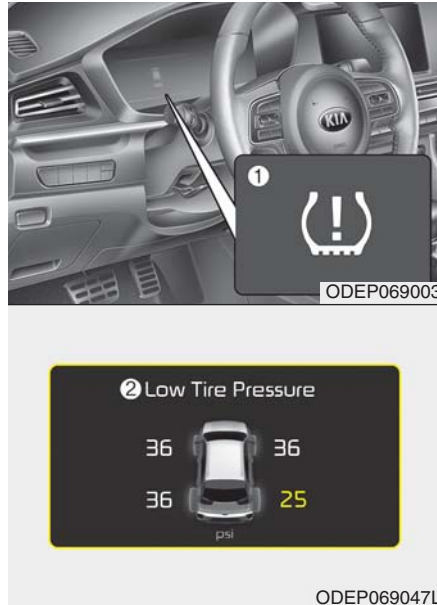 KIA
①
!
ODEP069003
② Low Tire Pressure
36 36
36 25
psi
ODEP069047L